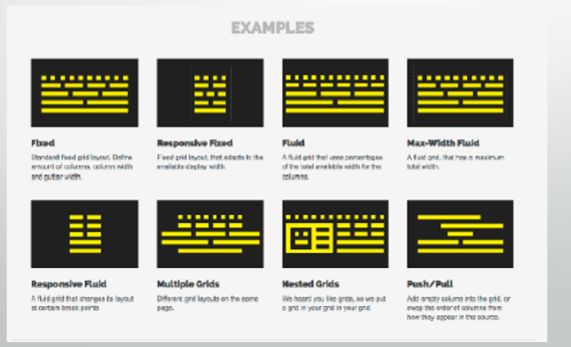 EXAMPLES
Fixed
Standard fixed grid layout. Define
amount of columns, column width
and gutter width.
Responsive Fixed
Fixed grid layout, that adapts to the
available display width.
Fluid
A fluid grid that uses percentages
of the total available width for the
columns.
Max-Width Fluid
A fluid grid, that has a maximum
total width.
Responsive Fluid
A fluid grid that changes its layout
at certain break points
Multiple Grids
Different grid layouts on the same
page.
Nested Grids
We heard you like grids, so we put
a grid in your grid in your grid.
Push/Pull
Add empty colums into the grid, or
swap the order of columns from
how they appear in the source.